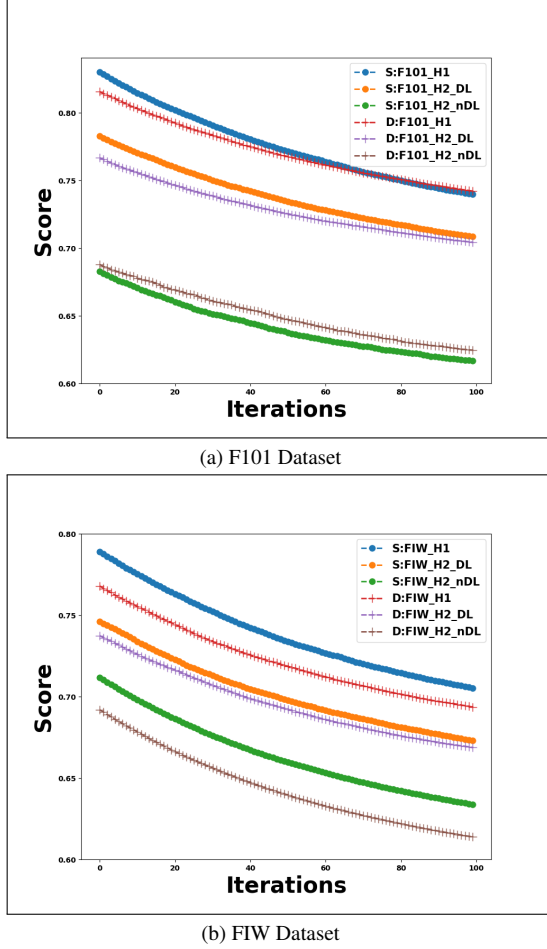 S:F101_H1
S:F101_H2_DL
S:F101_H2_nDL
D:F101_H1
D:F101_H2_DL
D:F101_H2_nDL
0.80
0.75
0.70
0.65
0.60
Score
0 20 40 60 80 100
Iterations
(a) F101 Dataset
0.80
S:FIW_H1
S:FIW_H2_DL
S:FIW_H2_nDL
D:FIW_H1
D:FIW_H2_DL
D:FIW_H2_nDL
0.75
0.70
0.65
0.60
Score
0 20 40 60 80 100
Iterations
(b) FIW Dataset